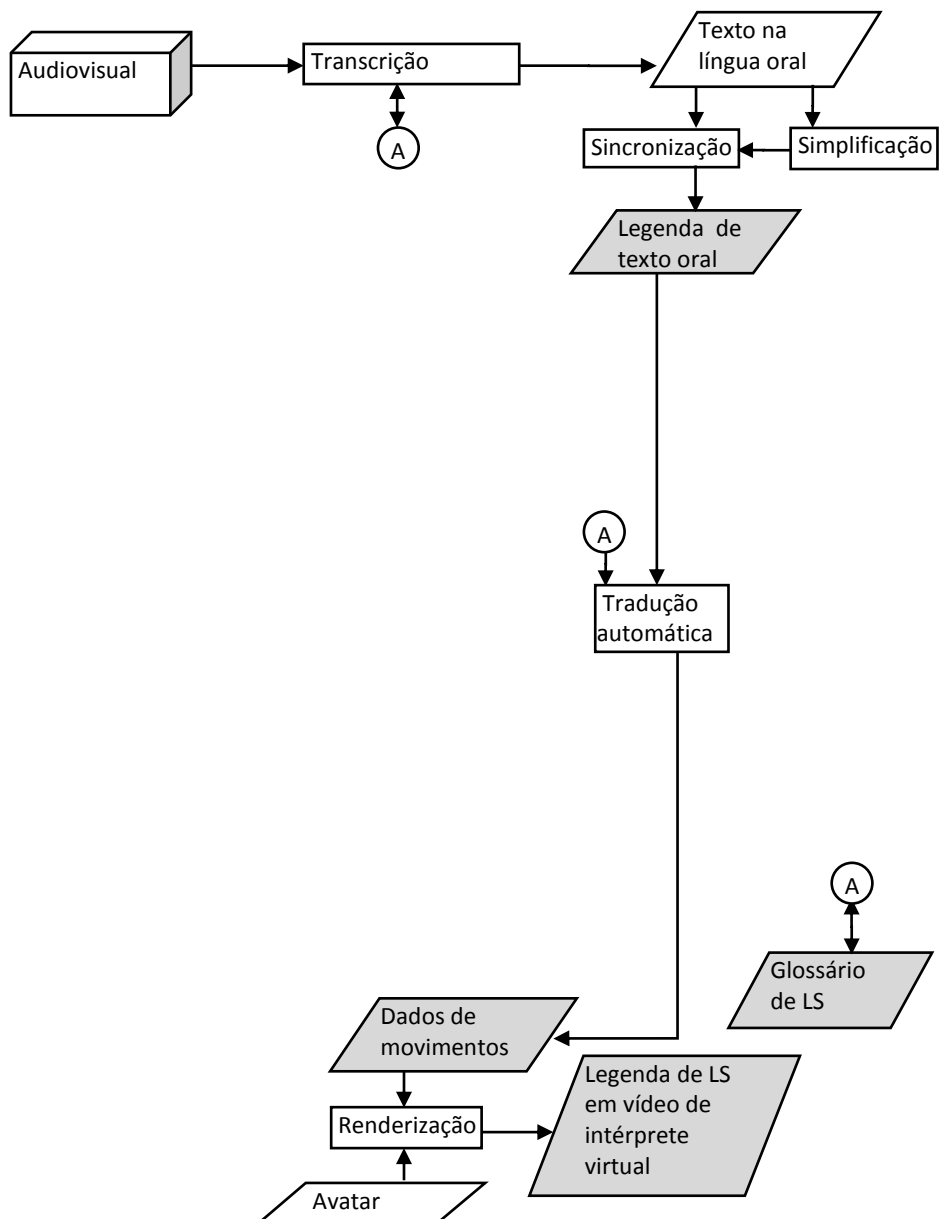 Audiovisual
Transcrição
Texto na
língua oral
A
Sincronização
Simplificação
Legenda de
texto oral
A
Tradução
automática
A
Glossário
de LS
Dados de
movimentos
Legenda de LS
em vídeo de
intérprete
virtual
Renderização
Avatar